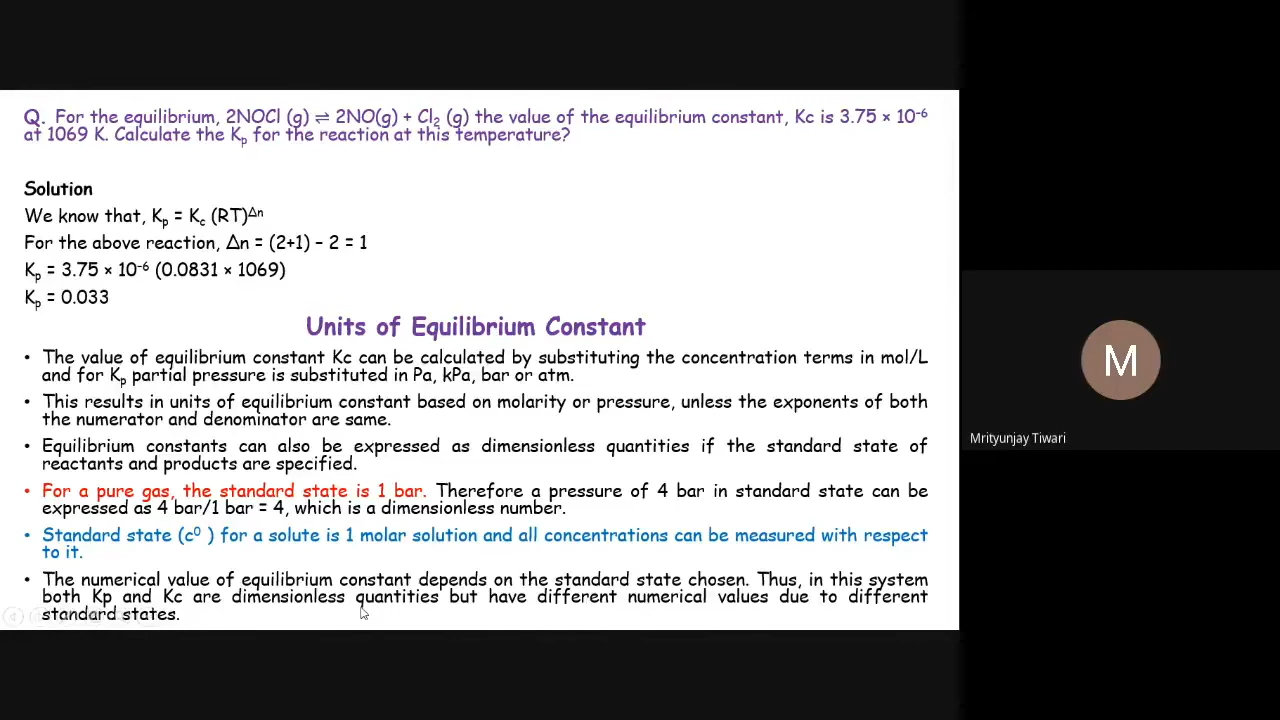 Q. For the equilibrium, 2NOCl (g) ⇌ 2NO(g) + Cl₂ (g) the value of the equilibrium constant, Kc is 3.75 × 10⁻⁶
at 1069 K. Calculate the Kₚ for the reaction at this temperature?
Solution
We know that, Kₚ = K꜀ (RT)^Δn
For the above reaction, Δn = (2+1) – 2 = 1
Kₚ = 3.75 × 10⁻⁶ (0.0831 × 1069)
Kₚ = 0.033
Units of Equilibrium Constant
• The value of equilibrium constant Kc can be calculated by substituting the concentration terms in mol/L
and for Kₚ partial pressure is substituted in Pa, kPa, bar or atm.
• This results in units of equilibrium constant based on molarity or pressure, unless the exponents of both
the numerator and denominator are same.
• Equilibrium constants can also be expressed as dimensionless quantities if the standard state of
reactants and products are specified.
• For a pure gas, the standard state is 1 bar. Therefore a pressure of 4 bar in standard state can be
expressed as 4 bar/1 bar = 4, which is a dimensionless number.
• Standard state (c⁰ ) for a solute is 1 molar solution and all concentrations can be measured with respect
to it.
• The numerical value of equilibrium constant depends on the standard state chosen. Thus, in this system
both Kp and Kc are dimensionless quantities but have different numerical values due to different
standard states.
M
Mrityunjay Tiwari